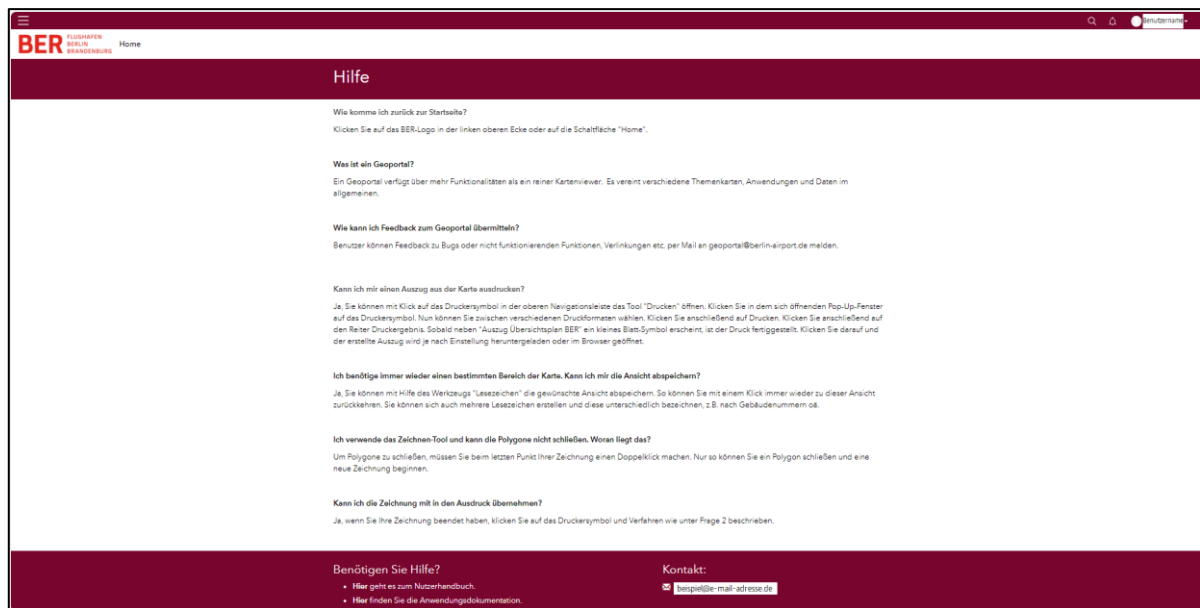 Benutzername
BER FLUGHAFEN
BERLIN
BRANDENBURG
Home
Hilfe
Wie komme ich zurück zur Startseite?
Klicken Sie auf das BER-Logo in der linken oberen Ecke oder auf die Schaltfläche "Home".
Was ist ein Geoportal?
Ein Geoportal verfügt über mehr Funktionalitäten als ein reiner Kartenviewer. Es vereint verschiedene Themenkarten, Anwendungen und Daten im
allgemeinen.
Wie kann ich Feedback zum Geoportal übermitteln?
Benutzer können Feedback zu Bugs oder nicht funktionierenden Funktionen, Verlinkungen etc. per Mail an geoportal@berlin-airport.de melden.
Kann ich mir einen Auszug aus der Karte ausdrucken?
Ja, Sie können mit Klick auf das Druckersymbol in der oberen Navigationsleiste das Tool "Drucken" öffnen. Klicken Sie in dem sich öffnenden Pop-Up-Fenster
auf das Druckersymbol. Nun können Sie zwischen verschiedenen Druckformaten wählen. Klicken Sie anschließend auf Drucken. Klicken Sie anschließend auf
den Reiter Druckergebnis. Sobald neben "Auszug Übersichtsplan BER" ein kleines Blatt-Symbol erscheint, ist der Druck fertiggestellt. Klicken Sie darauf und
der erstellte Auszug wird je nach Einstellung heruntergeladen oder im Browser geöffnet.
Ich benötige immer wieder einen bestimmten Bereich der Karte. Kann ich mir die Ansicht abspeichern?
Ja, Sie können mit Hilfe des Werkzeugs "Lesezeichen" die gewünschte Ansicht abspeichern. So können Sie mit einem Klick immer wieder zu dieser Ansicht
zurückkehren. Sie können sich auch mehrere Lesezeichen erstellen und diese unterschiedlich bezeichnen, z.B. nach Gebäudenummern oä.
Ich verwende das Zeichnen-Tool und kann die Polygone nicht schließen. Woran liegt das?
Um Polygone zu schließen, müssen Sie beim letzten Punkt Ihrer Zeichnung einen Doppelklick machen. Nur so können Sie ein Polygon schließen und eine
neue Zeichnung beginnen.
Kann ich die Zeichnung mit in den Ausdruck übernehmen?
Ja, wenn Sie Ihre Zeichnung beendet haben, klicken Sie auf das Druckersymbol und Verfahren wie unter Frage 2 beschrieben.
Benötigen Sie Hilfe?
• Hier geht es zum Nutzerhandbuch.
• Hier finden Sie die Anwendungsdokumentation.
Kontakt:
beispiel@e-mail-adresse.de